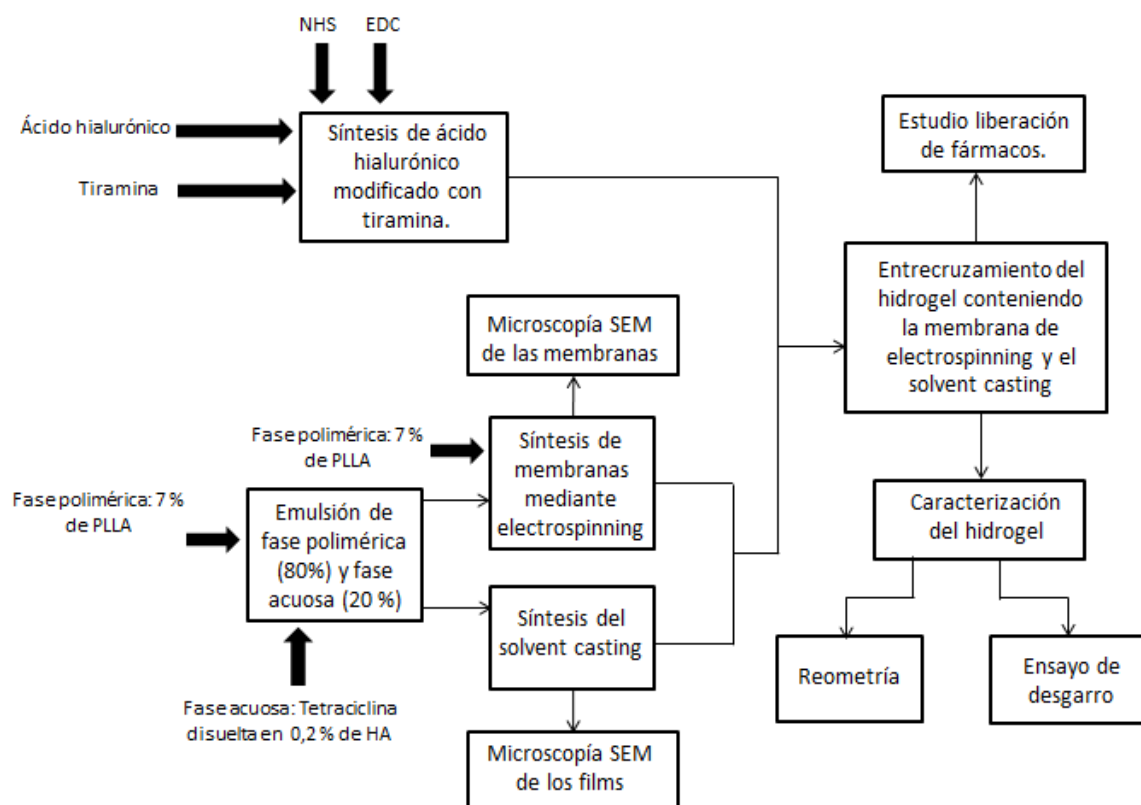 NHS
EDC
Ácido hialurónico
Tiramina
Síntesis de ácido
hialurónico
modificado con
tiramina.
Estudio liberación
de fármacos.
Entrecruzamiento del
hidrogel conteniendo
la membrana de
electrospinning y el
solvent casting
Microscopía SEM
de las membranas
Fase polimérica: 7 %
de PLLA
Síntesis de
membranas
mediante
electrospinning
Fase polimérica: 7 %
de PLLA
Emulsión de
fase polimérica
(80%) y fase
acuosa (20 %)
Síntesis del
solvent casting
Fase acuosa: Tetraciclina
disuelta en 0,2 % de HA
Microscopía SEM
de los films
Caracterización
del hidrogel
Reometría
Ensayo de
desgarro